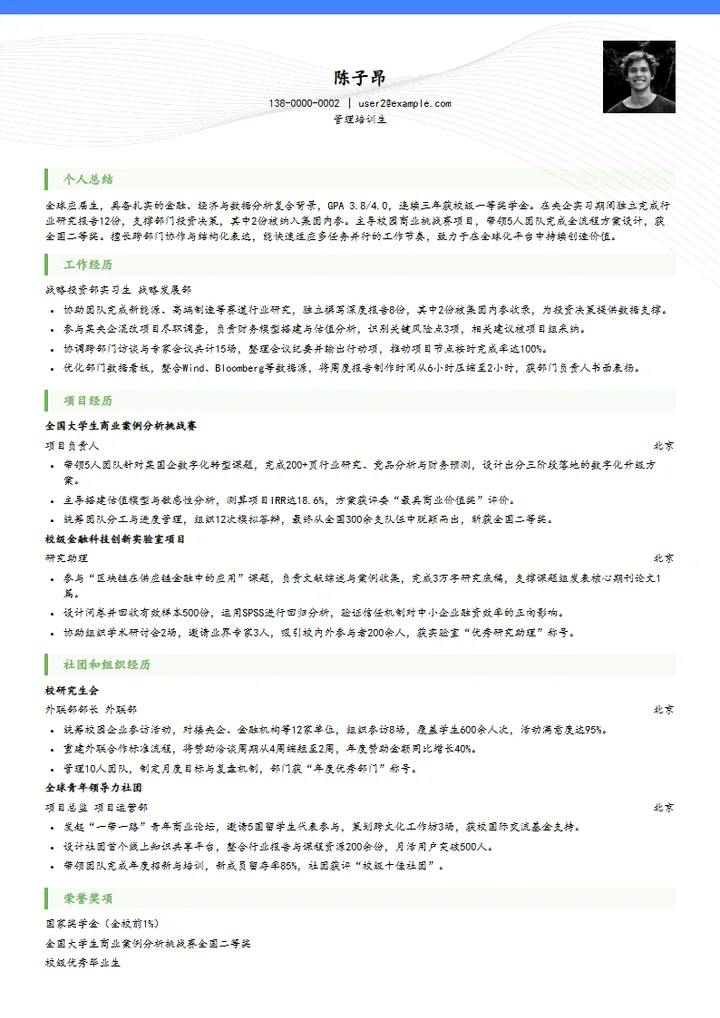 陈子昂
138-0000-0002 | user2@example.com
管理培训生
个人总结
全球应届生，具备扎实的金融、经济与数据分析复合背景，GPA 3.8/4.0，连续三年获校级一等奖学金。在央企实习期间独立完成行
业研究报告12份，支撑部门投资决策，其中2份被纳入集团内参。主导校园商业挑战赛项目，带领5人团队完成全流程方案设计，获
全国二等奖。擅长跨部门协作与结构化表达，能快速适应多任务并行的工作节奏，致力于在全球化平台中持续创造价值。
工作经历
战略投资部实习生 战略发展部
• 协助团队完成新能源、高端制造等赛道行业研究，独立撰写深度报告8份，其中2份被集团内参收录，为投资决策提供数据支撑。
• 参与某央企混改项目尽职调查，负责财务模型搭建与估值分析，识别关键风险点3项，相关建议被项目组采纳。
• 协调跨部门访谈与专家会议共计15场，整理会议纪要并输出行动项，推动项目节点按时完成率达100%。
• 优化部门数据看板，整合Wind、Bloomberg等数据源，将周度报告制作时间从6小时压缩至2小时，获部门负责人书面表扬。
项目经历
全国大学生商业案例分析挑战赛
项目负责人 北京
• 带领5人团队针对某国企数字化转型课题，完成200+页行业研究、竞品分析与财务预测，设计出分三阶段落地的数字化升级方
案。
• 主导搭建估值模型与敏感性分析，测算项目IRR达18.6%，方案获评委“最具商业价值奖”评价。
• 统筹团队分工与进度管理，组织12次模拟答辩，最终从全国300余支队伍中脱颖而出，斩获全国二等奖。
校级金融科技创新实验室项目
研究助理 北京
• 参与“区块链在供应链金融中的应用”课题，负责文献综述与案例收集，完成3万字研究底稿，支撑课题组发表核心期刊论文1
篇。
• 设计问卷并回收有效样本500份，运用SPSS进行回归分析，验证信任机制对中小企业融资效率的正向影响。
• 协助组织学术研讨会2场，邀请业界专家3人，吸引校内外参与者200余人，获实验室“优秀研究助理”称号。
社团和组织经历
校研究生会
外联部部长 外联部 北京
• 统筹校园企业参访活动，对接央企、金融机构等12家单位，组织参访8场，覆盖学生600余人次，活动满意度达95%。
• 重建外联合作标准流程，将赞助洽谈周期从4周缩短至2周，年度赞助金额同比增长40%。
• 管理10人团队，制定月度目标与复盘机制，部门获“年度优秀部门”称号。
全球青年领导力社团
项目总监 项目运营部 北京
• 发起“一带一路”青年商业论坛，邀请5国留学生代表参与，策划跨文化工作坊3场，获校国际交流基金支持。
• 设计社团首个线上知识共享平台，整合行业报告与课程资源200余份，月活用户突破500人。
• 带领团队完成年度招新与培训，新成员留存率85%，社团获评“校级十佳社团”。
荣誉奖项
国家奖学金（全校前1%）
全国大学生商业案例分析挑战赛全国二等奖
校级优秀毕业生